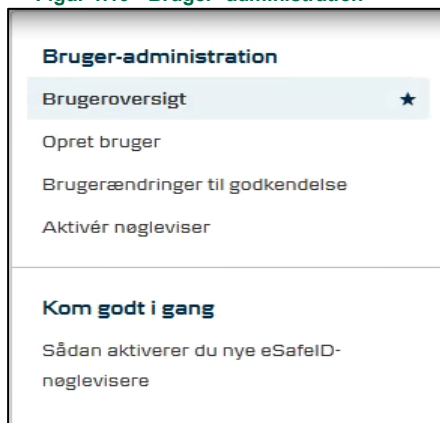 Bruger-administration
Brugeroversigt
Opret bruger
Brugerændringer til godkendelse
Aktivér nøgleviser
Kom godt i gang
Sådan aktiverer du nye eSafeID-
nøglevisere